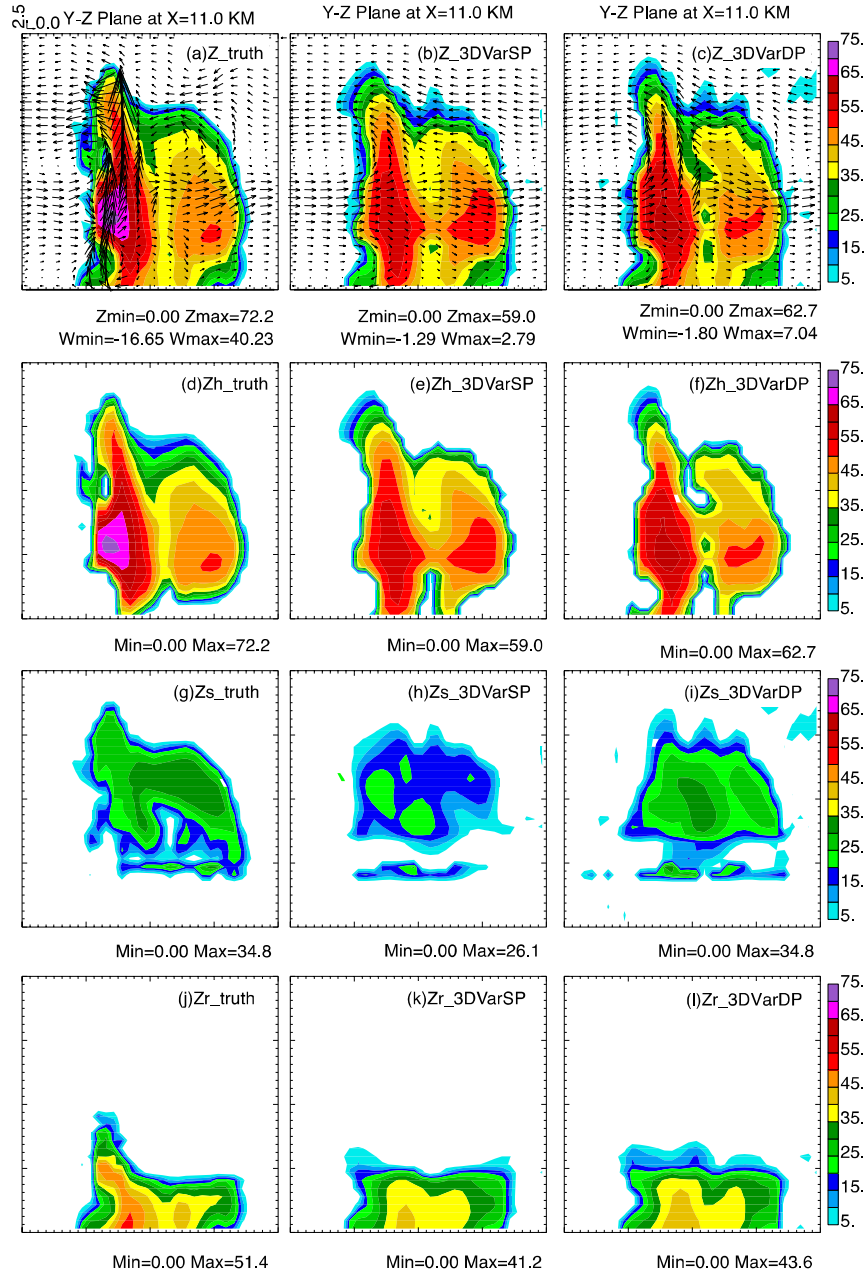 2.5
0.0
Y-Z Plane at X=11.0 KM
Y-Z Plane at X=11.0 KM
Y-Z Plane at X=11.0 KM
(a)Z_truth
(b)Z_3DVarSP
(c)Z_3DVarDP
75.
65.
55.
45.
35.
25.
15.
5.
Zmin=0.00 Zmax=72.2
Wmin=-16.65 Wmax=40.23
Zmin=0.00 Zmax=59.0
Wmin=-1.29 Wmax=2.79
Zmin=0.00 Zmax=62.7
Wmin=-1.80 Wmax=7.04
(d)Zh_truth
(e)Zh_3DVarSP
(f)Zh_3DVarDP
75.
65.
55.
45.
35.
25.
15.
5.
Min=0.00 Max=72.2
Min=0.00 Max=59.0
Min=0.00 Max=62.7
(g)Zs_truth
(h)Zs_3DVarSP
(i)Zs_3DVarDP
75.
65.
55.
45.
35.
25.
15.
5.
Min=0.00 Max=34.8
Min=0.00 Max=26.1
Min=0.00 Max=34.8
(j)Zr_truth
(k)Zr_3DVarSP
(l)Zr_3DVarDP
75.
65.
55.
45.
35.
25.
15.
5.
Min=0.00 Max=51.4
Min=0.00 Max=41.2
Min=0.00 Max=43.6